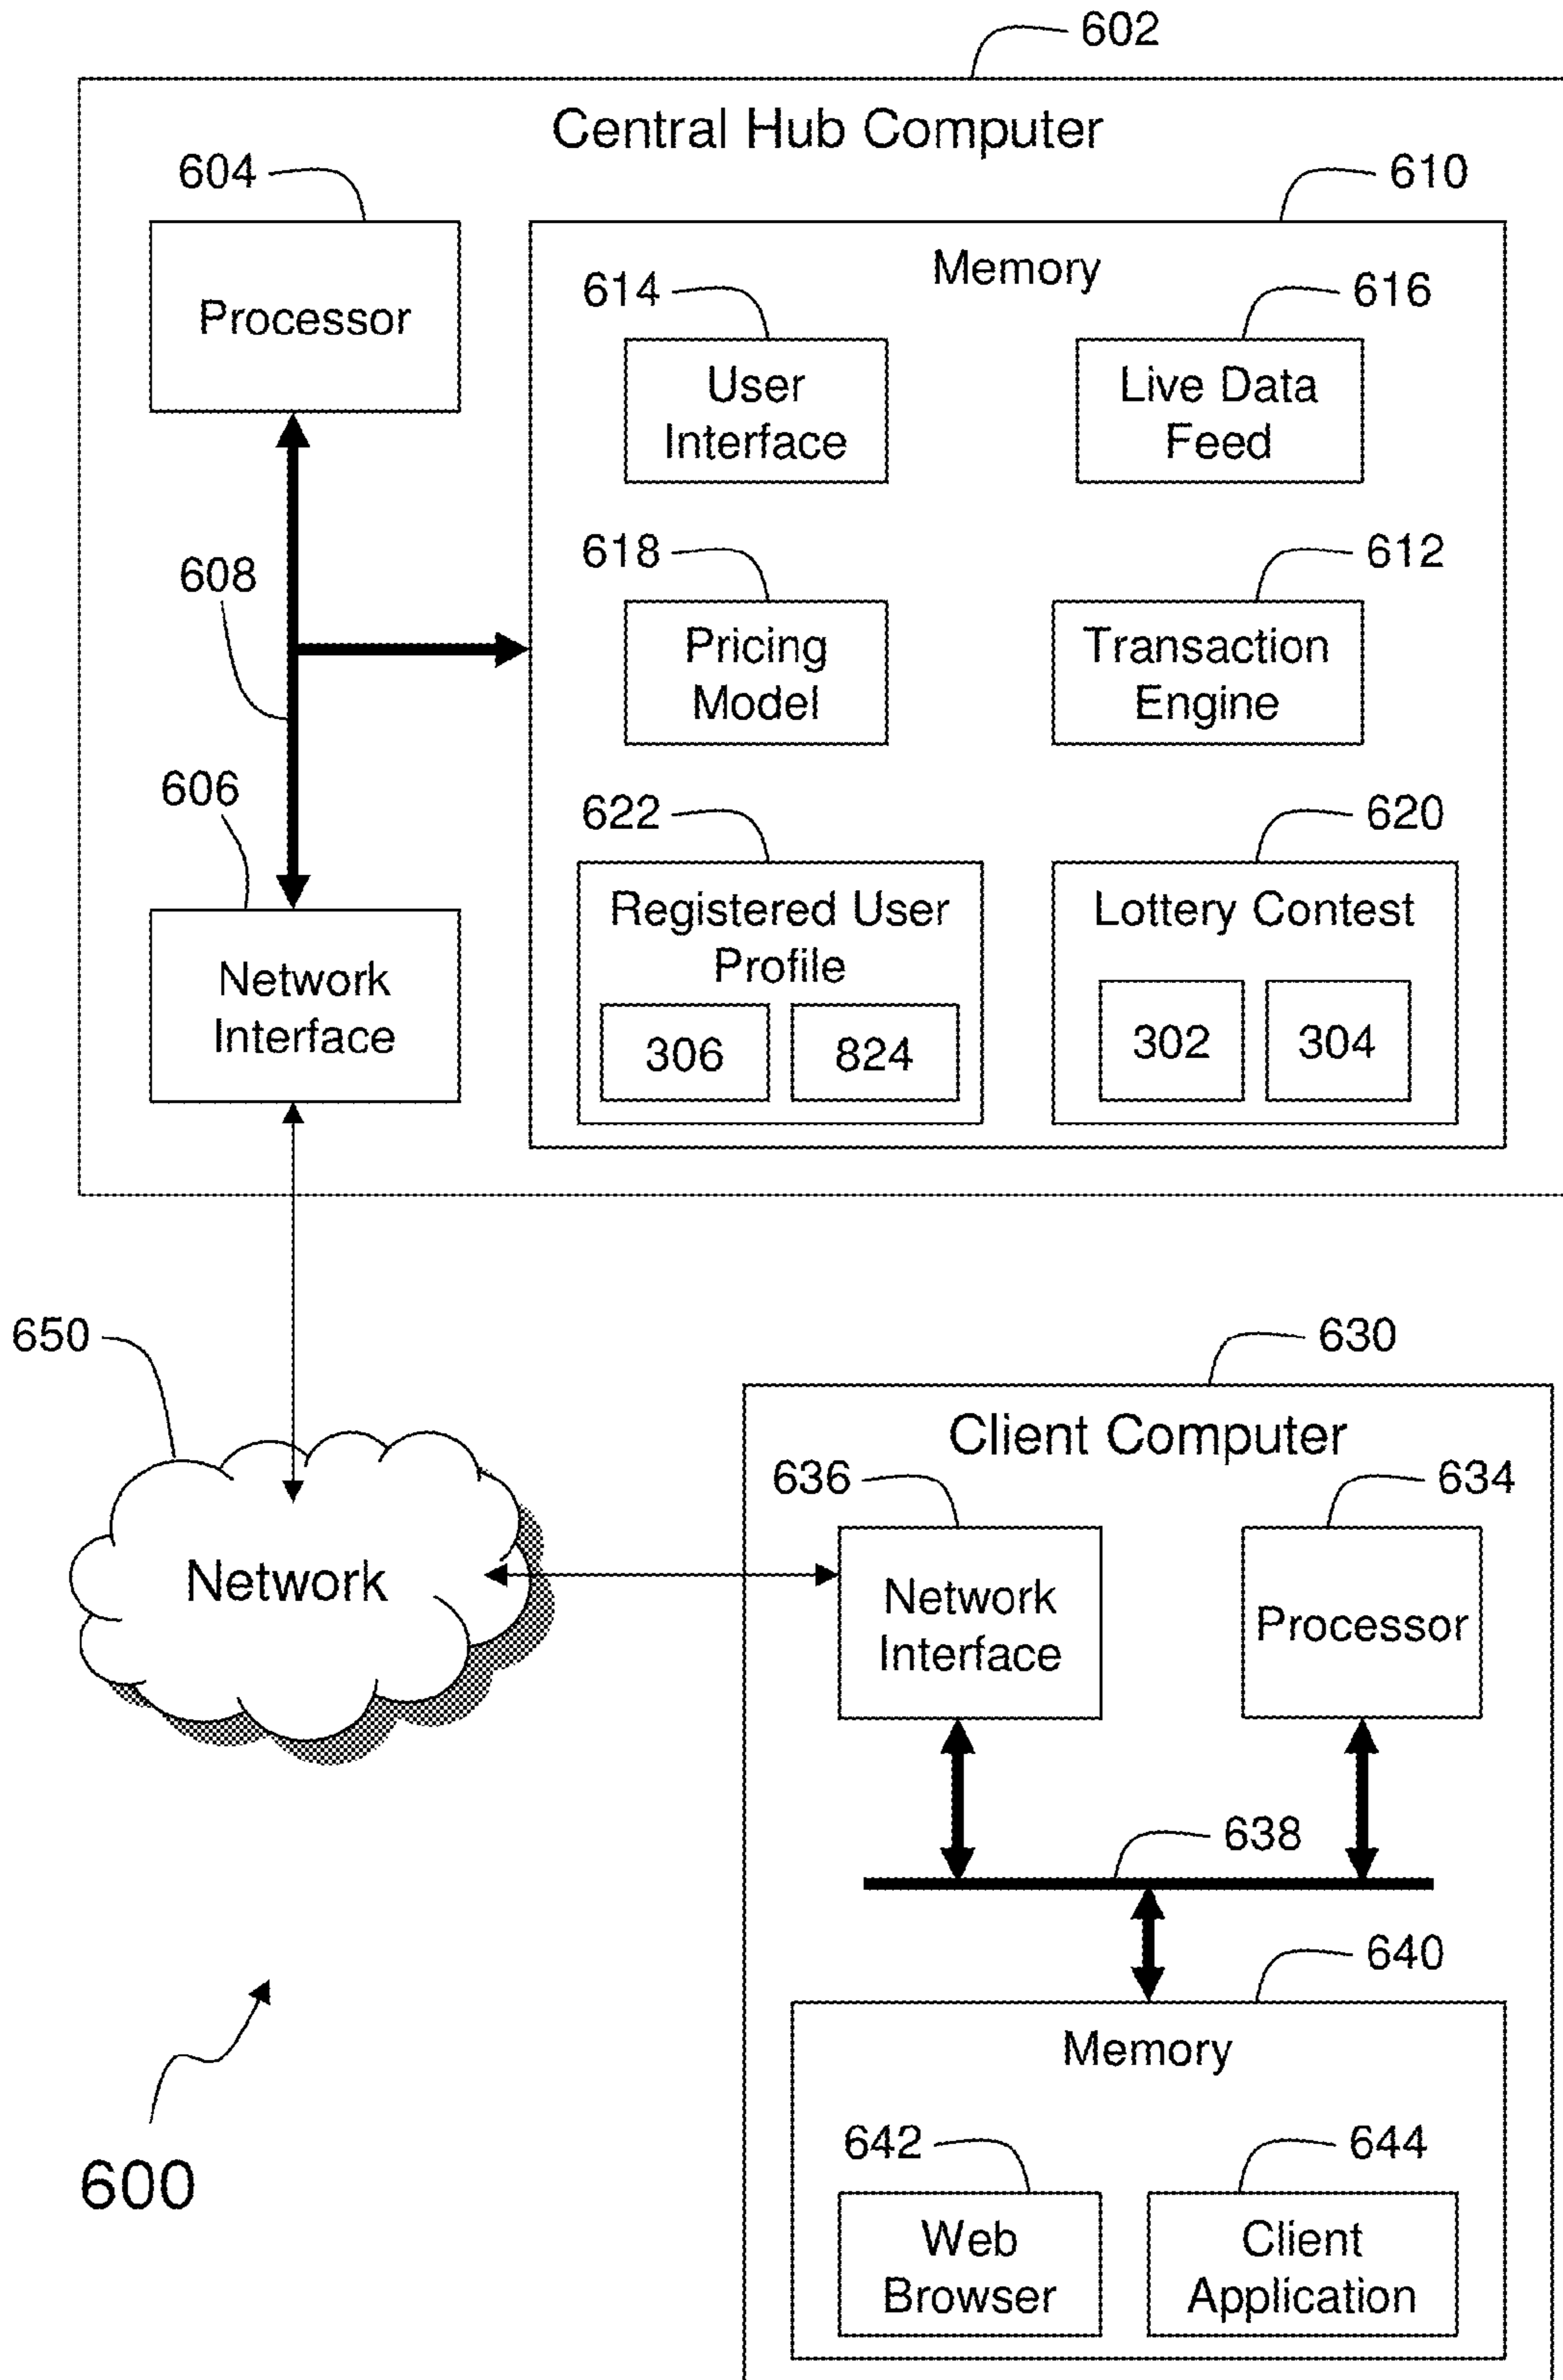 602
Central Hub Computer
604
610
Processor
Memory
614
616
User
Interface
Live Data
Feed
608
618
612
Pricing
Model
Transaction
Engine
606
622
620
Network
Interface
Registered User
Profile
306
824
Lottery Contest
302
304
650
630
Network
Client Computer
636
634
Network
Interface
Processor
638
640
Memory
642
644
Web
Browser
Client
Application
600